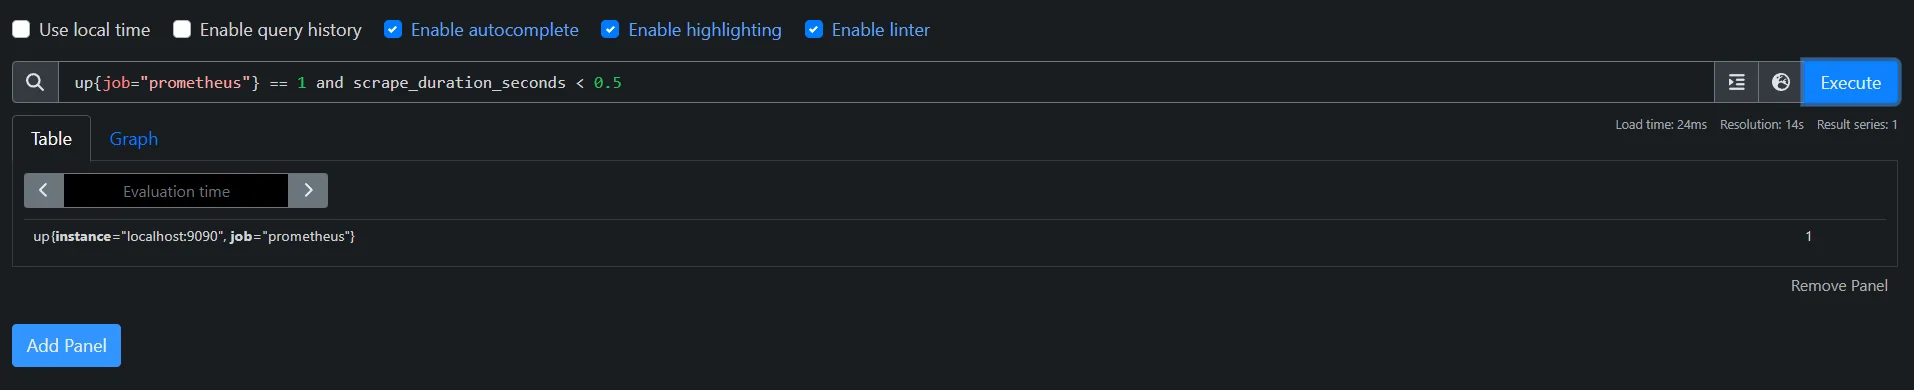 Use local time Enable query history Enable autocomplete Enable highlighting Enable linter
up{job="prometheus"} == 1 and scrape_duration_seconds < 0.5 Execute
Table Graph Load time: 24ms Resolution: 14s Result series: 1
Evaluation time
up{instance="localhost:9090", job="prometheus"} 1
Remove Panel
Add Panel